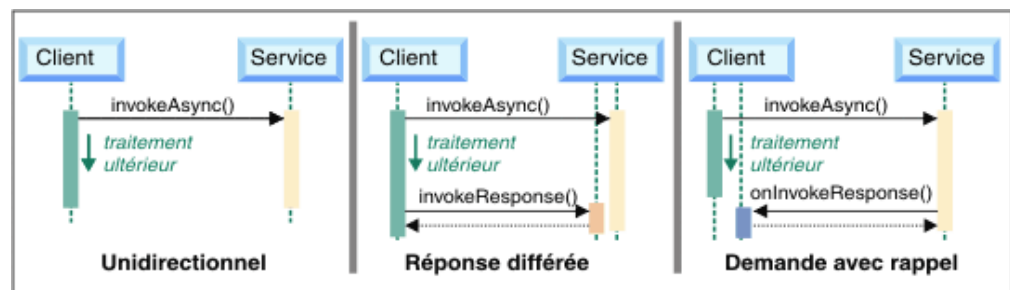 Client
Service
invokeAsync()
traitement
ultérieur
Unidirectionnel
Client
Service
invokeAsync()
traitement
ultérieur
invokeResponse()
Réponse différée
Client
Service
invokeAsync()
traitement
ultérieur
onInvokeResponse()
Demande avec rappel